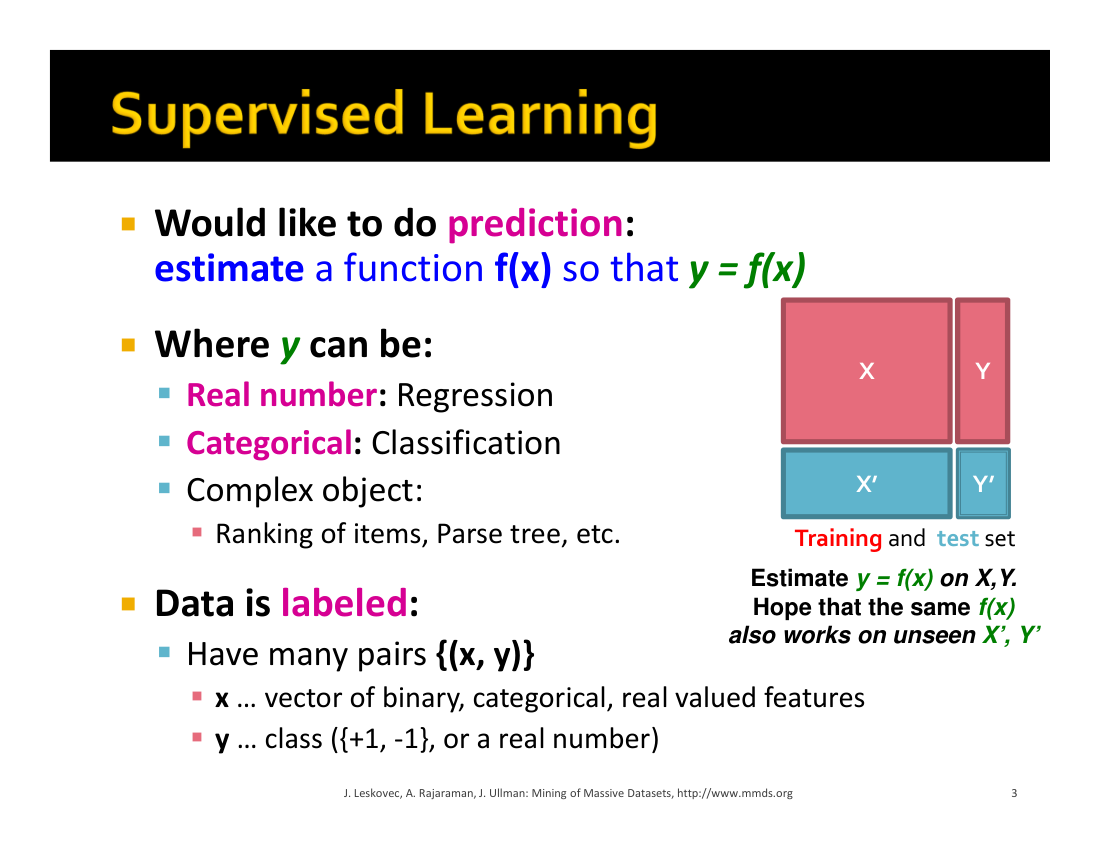 Supervised Learning
Would like to do prediction:
estimate a function f(x) so that y = f(x)
Where y can be:
Real number: Regression
Categorical: Classification
Complex object:
Ranking of items, Parse tree, etc.
X
Y
X’
Y’
Training and test set
Estimate y = f(x) on X,Y.
Hope that the same f(x)
also works on unseen X’, Y’
Data is labeled:
Have many pairs {(x, y)}
x … vector of binary, categorical, real valued features
y … class ({+1, -1}, or a real number)
J. Leskovec, A. Rajaraman, J. Ullman: Mining of Massive Datasets, http://www.mmds.org
3